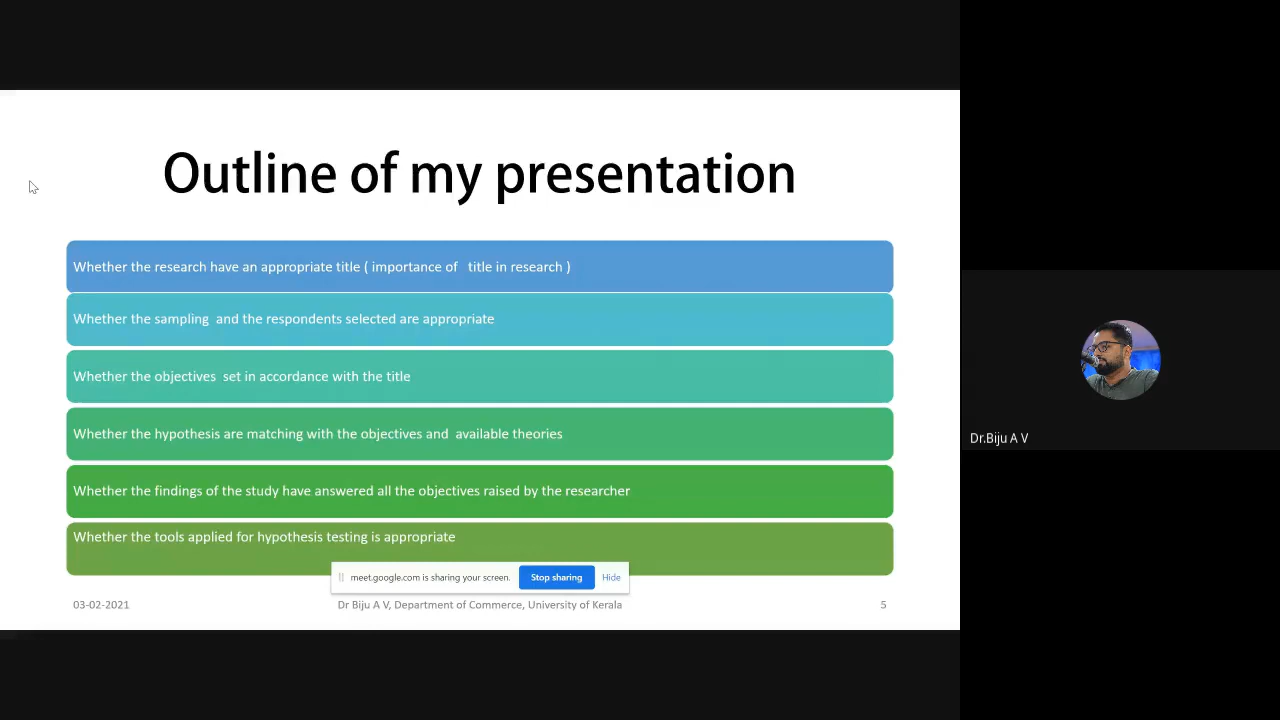 Outline of my presentation
Whether the research have an appropriate title ( importance of title in research )
Whether the sampling and the respondents selected are appropriate
Whether the objectives set in accordance with the title
Whether the hypothesis are matching with the objectives and available theories
Whether the findings of the study have answered all the objectives raised by the researcher
Whether the tools applied for hypothesis testing is appropriate
meet.google.com is sharing your screen. Stop sharing Hide
03-02-2021 Dr Biju A V, Department of Commerce, University of Kerala 5
Dr.Biju A V